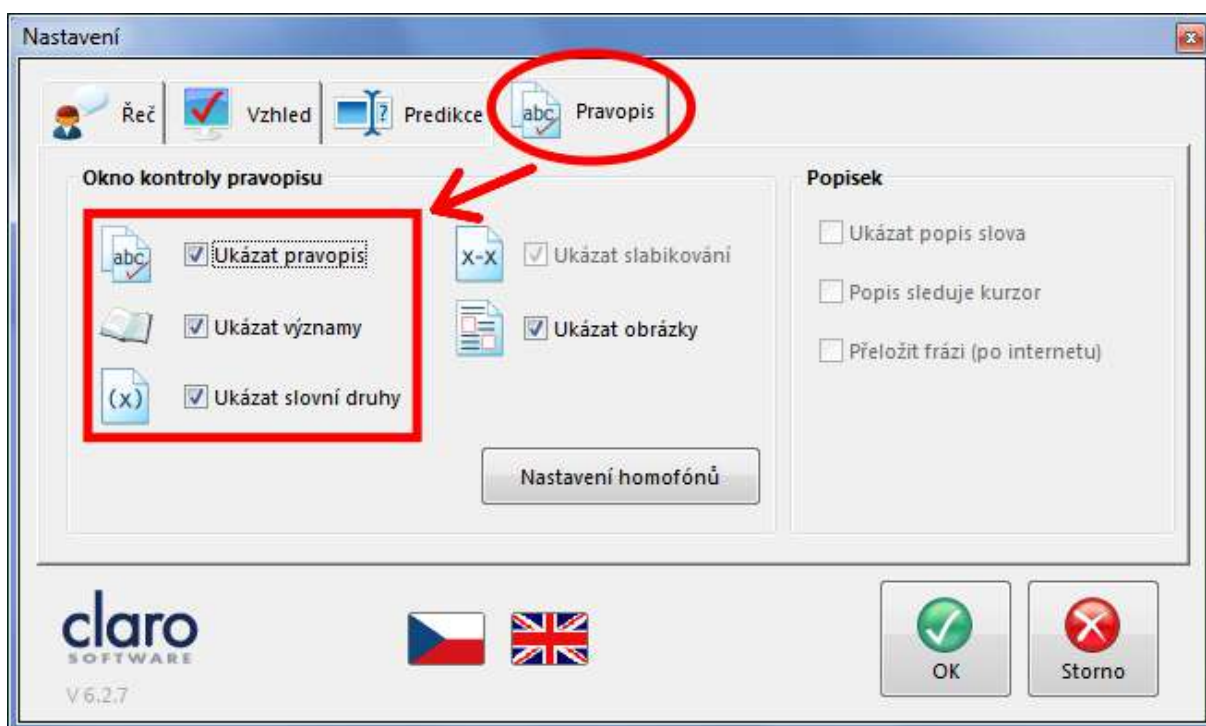 Nastavení
Řeč
Vzhled
?
Predikce
abc
Pravopis
Okno kontroly pravopisu
abc
Ukázat pravopis
Ukázat významy
(x)
Ukázat slovní druhy
x-x
Ukázat slabikování
Ukázat obrázky
Nastavení homofónů
Popisek
Ukázat popis slova
Popis sleduje kurzor
Přeložit frázi (po internetu)
claro
SOFTWARE
V 6.2.7
OK
Storno